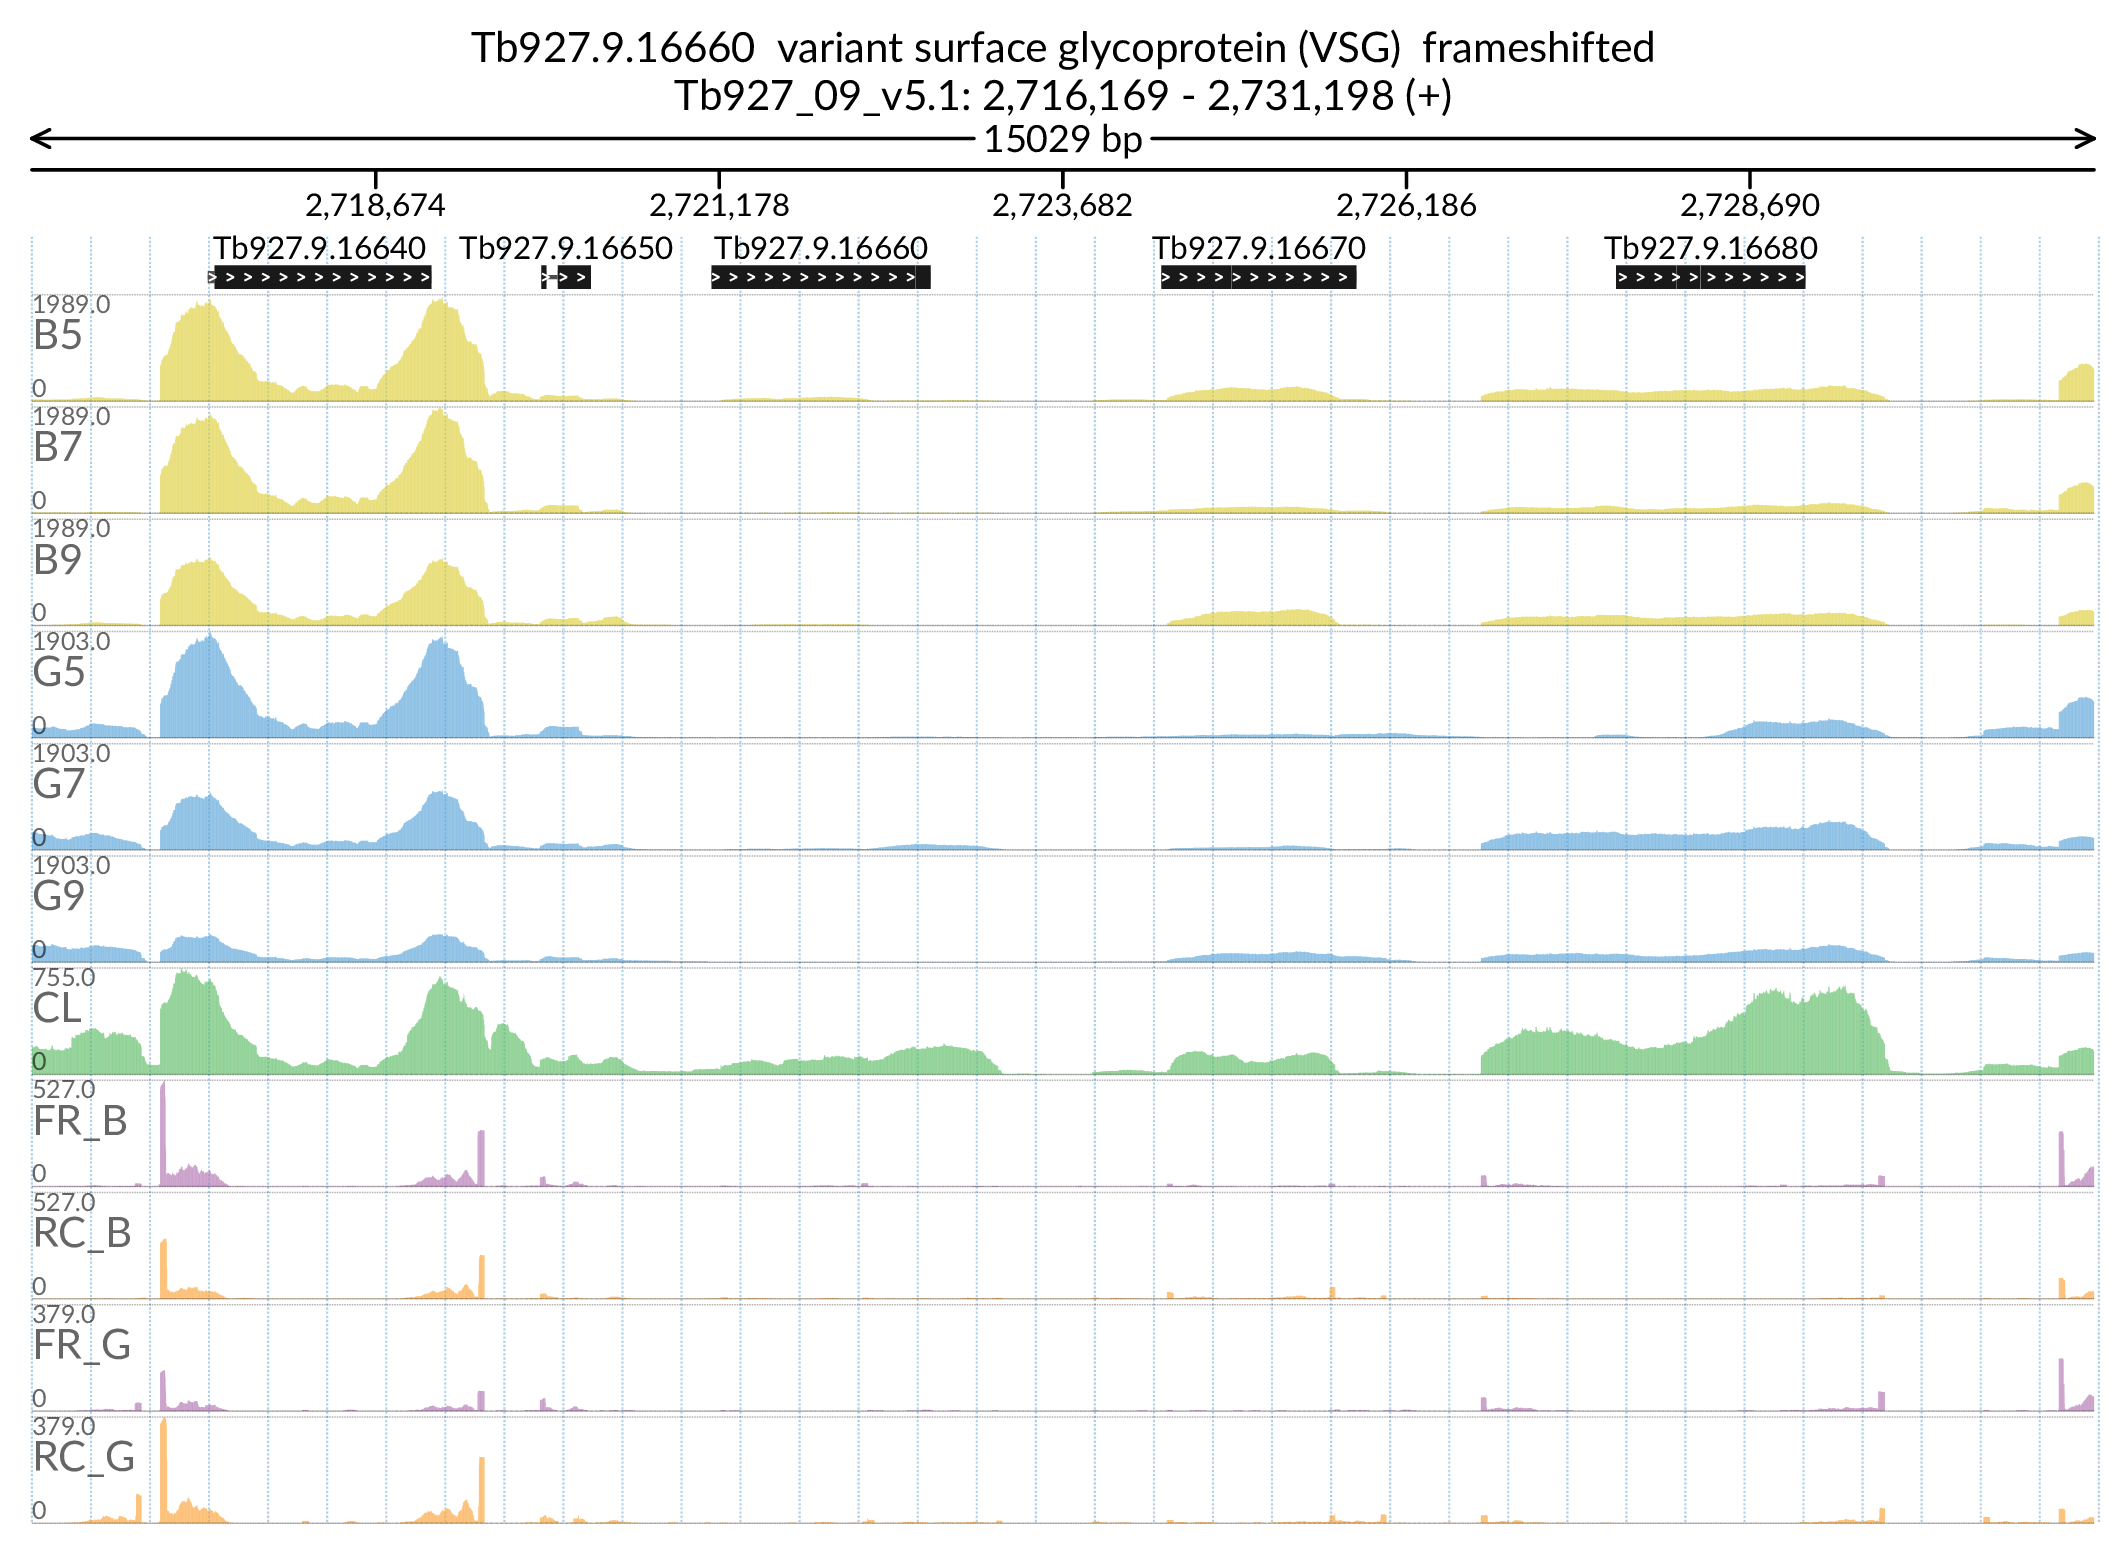 Tb927.9.16660  variant surface glycoprotein (VSG)  frameshifted
Tb927_09_v5.1: 2,716,169 - 2,731,198 (+)
15029 bp
2,718,674 2,721,178 2,723,682 2,726,186 2,728,690
Tb927.9.16640 Tb927.9.16650 Tb927.9.16660 Tb927.9.16670 Tb927.9.16680
1989.0
B5
0
1989.0
B7
0
1989.0
B9
0
1903.0
G5
0
1903.0
G7
0
1903.0
G9
0
755.0
CL
0
527.0
FR_B
0
527.0
RC_B
0
379.0
FR_G
0
379.0
RC_G
0